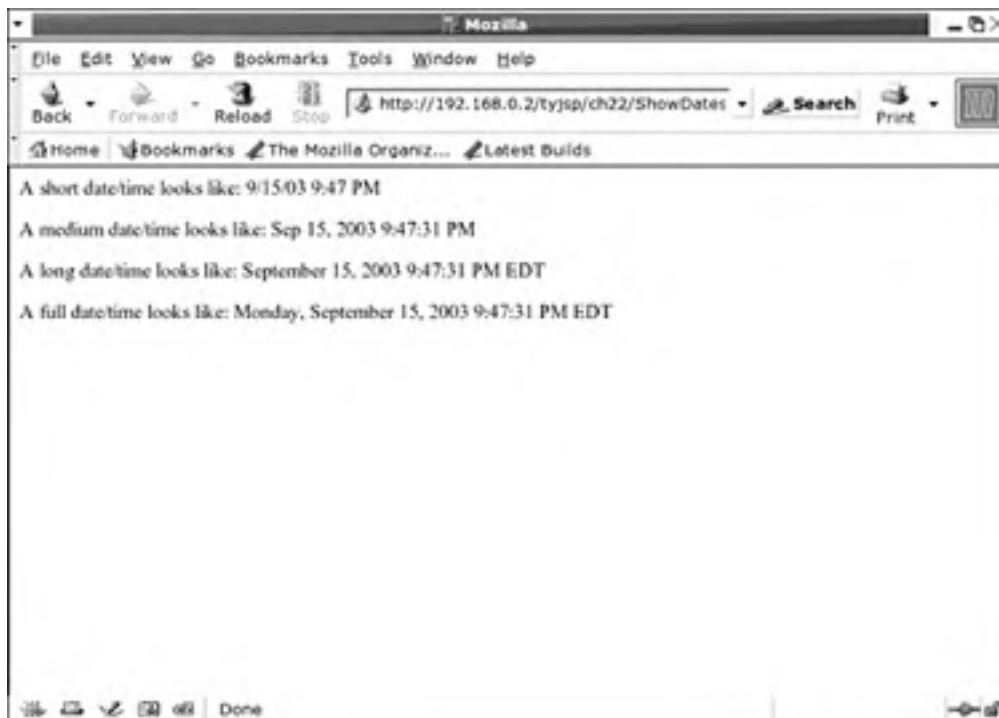 Mozilla
File Edit View Go Bookmarks Tools Window Help
Back Forward Reload Stop http://192.168.0.2/tyjsp/ch22/ShowDates Search Print
Home Bookmarks The Mozilla Organiz... Latest Builds
A short date/time looks like: 9/15/03 9:47 PM
A medium date/time looks like: Sep 15, 2003 9:47:31 PM
A long date/time looks like: September 15, 2003 9:47:31 PM EDT
A full date/time looks like: Monday, September 15, 2003 9:47:31 PM EDT
Done